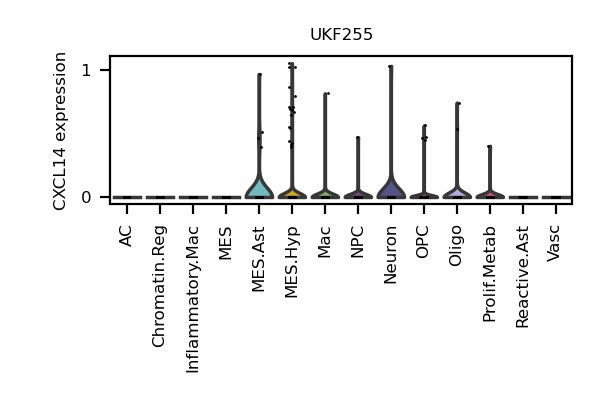 UKF255
CXCL14 expression
1
0
AC
Chromatin.Reg
Inflammatory.Mac
MES
MES.Ast
MES.Hyp
Mac
NPC
Neuron
OPC
Oligo
Prolif.Metab
Reactive.Ast
Vasc